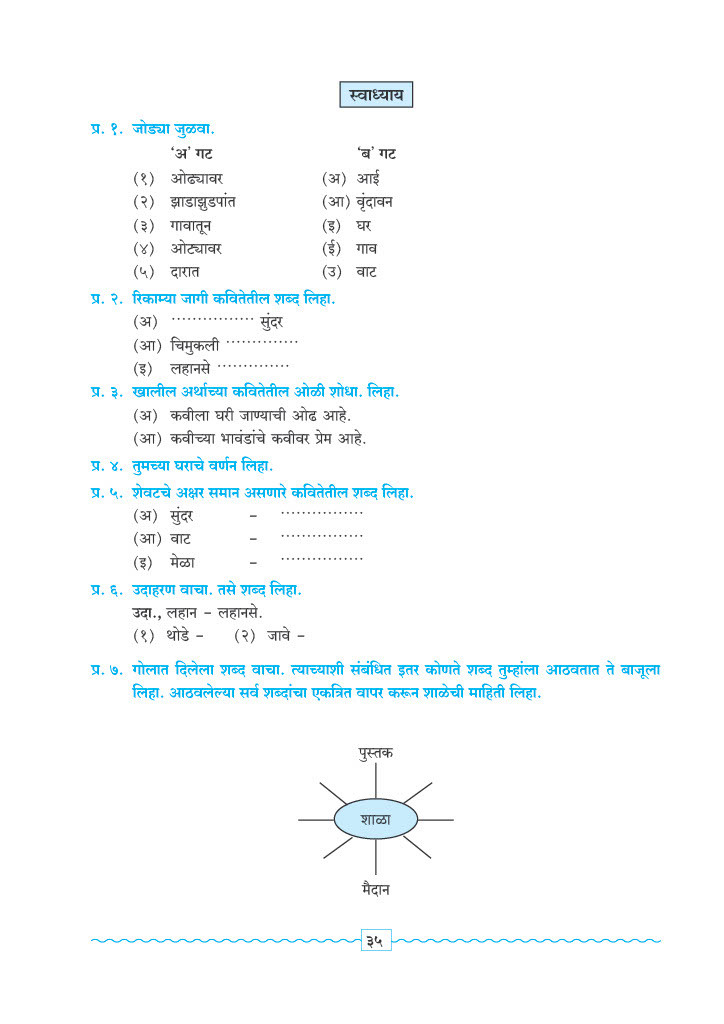 स्वाध्याय
प्र. १. जोड्या जुळवा.
‘अ’ गट ‘ब’ गट
(१) ओढ्यावर (अ) आई
(२) झाडाझुडपांत (आ) वृंदावन
(३) गावातून (इ) घर
(४) ओट्यावर (ई) गाव
(५) दारात (उ) वाट
प्र. २. रिकाम्या जागी कवितेतील शब्द लिहा.
(अ) ················ सुंदर
(आ) चिमुकली ··············
(इ) लहानसे ··············
प्र. ३. खालील अर्थाच्या कवितेतील ओळी शोधा. लिहा.
(अ) कवीला घरी जाण्याची ओढ आहे.
(आ) कवीच्या भावंडांचे कवीवर प्रेम आहे.
प्र. ४. तुमच्या घराचे वर्णन लिहा.
प्र. ५. शेवटचे अक्षर समान असणारे कवितेतील शब्द लिहा.
(अ) सुंदर – ················
(आ) वाट – ················
(इ) मेळा – ················
प्र. ६. उदाहरण वाचा. तसे शब्द लिहा.
उदा., लहान – लहानसे.
(१) थोडे – (२) जावे –
प्र. ७. गोलात दिलेला शब्द वाचा. त्याच्याशी संबंधित इतर कोणते शब्द तुम्हांला आठवतात ते बाजूला
लिहा. आठवलेल्या सर्व शब्दांचा एकत्रित वापर करून शाळेची माहिती लिहा.
पुस्तक
शाळा
मैदान
३५